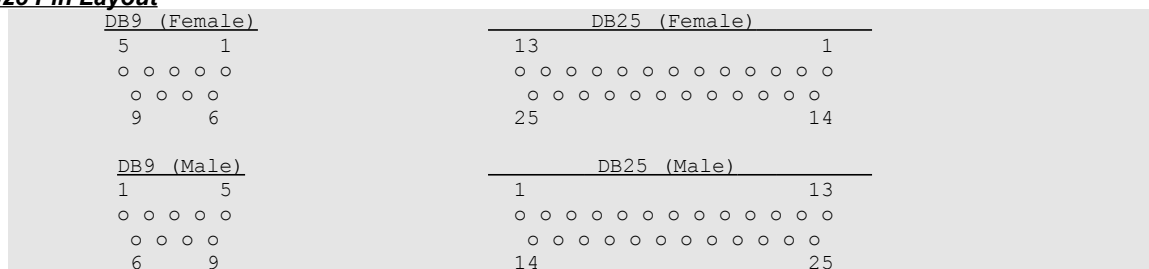 Pin Layout
DB9 (Female) DB25 (Female)
5 1 13 1
o o o o o o o o o o o o o o o o o o
o o o o o o o o o o o o o o o o
9 6 25 14
DB9 (Male) DB25 (Male)
1 5 1 13
o o o o o o o o o o o o o o o o o o
o o o o o o o o o o o o o o o o
6 9 14 25